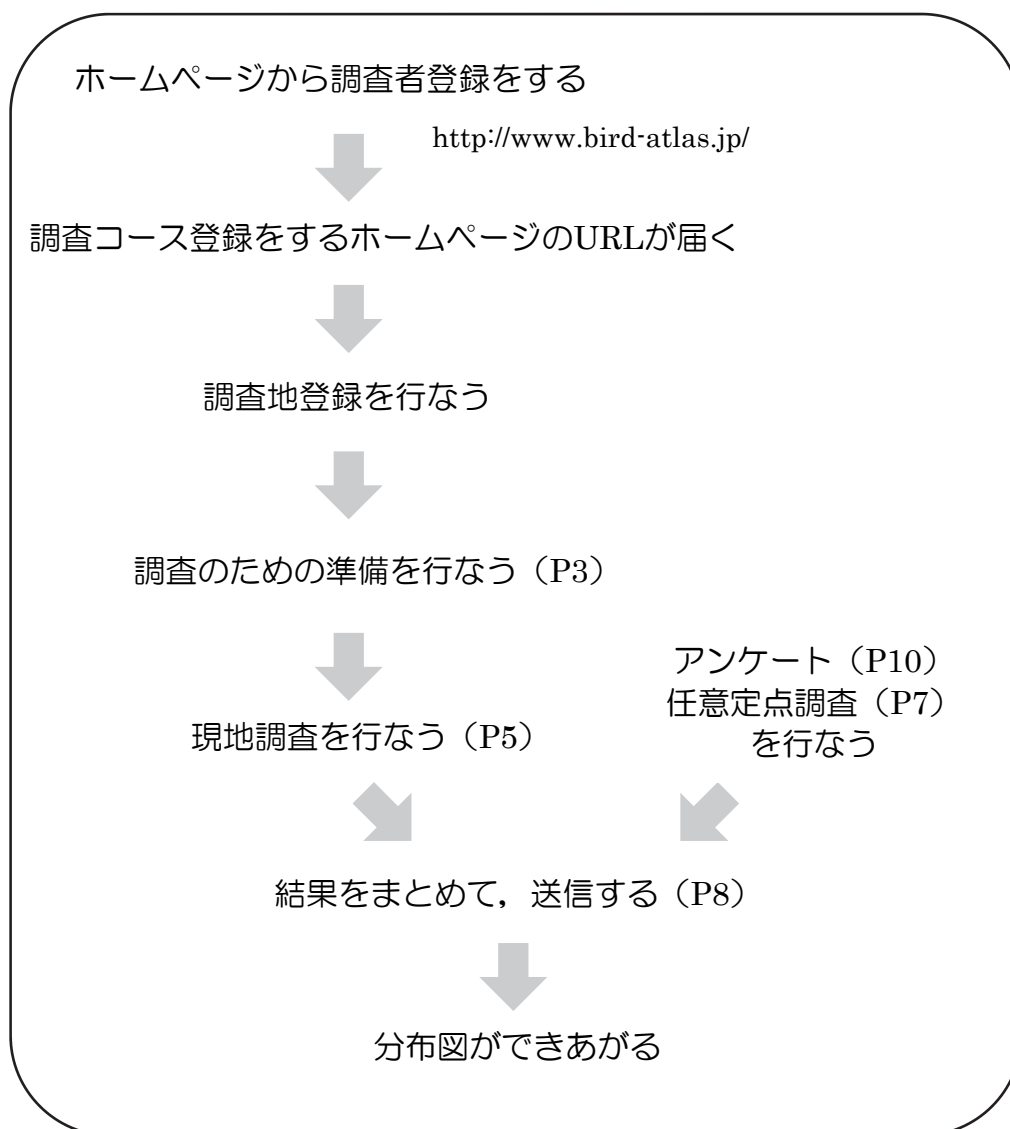 ホームページから調査者登録をする
http://www.bird-atlas.jp/
調査コース登録をするホームページのURLが届く
調査地登録を行なう
調査のための準備を行なう（P3）
アンケート（P10）
任意定点調査（P7）
を行なう
現地調査を行なう（P5）
結果をまとめて，送信する（P8）
分布図ができあがる